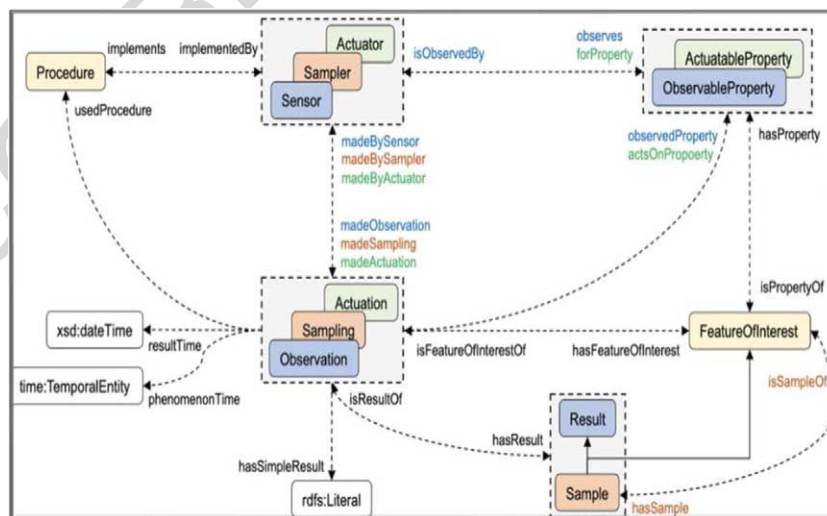 Actuator
implements
implementedBy
Sampler
Procedure
Sensor
isObservedBy
observes
forProperty
ActuatableProperty
ObservableProperty
usedProcedure
madeBySensor
madeBySampler
madeByActuator
observedProperty
actsOnPropoerty
hasProperty
madeObservation
madeSampling
madeActuation
isPropertyOf
Actuation
Sampling
Observation
xsd:dateTime
resultTime
isFeatureOfInterestOf
hasFeatureOfInterest
FeatureOfInterest
time:TemporalEntity
phenomenonTime
isResultOf
isSampleOf
Result
hasResult
hasSimpleResult
Sample
rdfs:Literal
hasSample